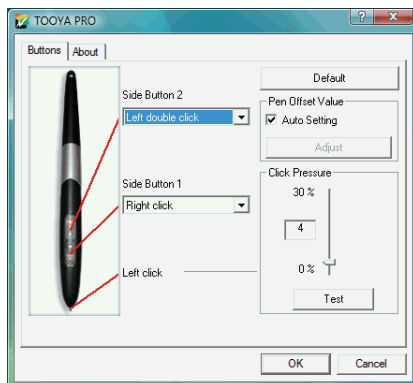 TOOYA PRO
Buttons
About
Side Button 2
Left double click
Side Button 1
Right click
Left click
Default
Pen Offset Value
Auto Setting
Adjust
Click Pressure
30 %
4
0 %
Test
OK
Cancel